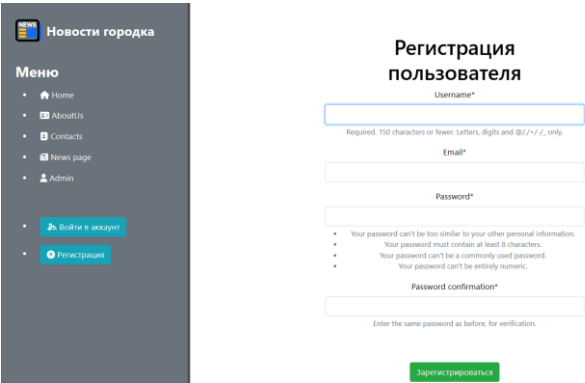 NEWS
Новости городка
Меню
Home
AboutUs
Contacts
News page
Admin
Войти в аккаунт
Регистрация
Регистрация
пользователя
Username*
Required. 150 characters or fewer. Letters, digits and @/./+/-/_ only.
Email*
Password*
Your password can't be too similar to your other personal information.
Your password must contain at least 8 characters.
Your password can't be a commonly used password.
Your password can't be entirely numeric.
Password confirmation*
Enter the same password as before, for verification.
Зарегистрироваться